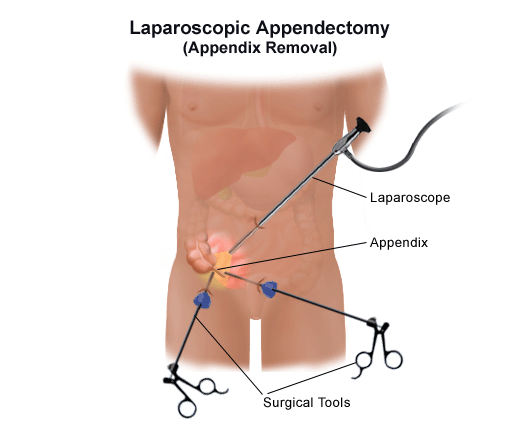 Laparoscopic Appendectomy
(Appendix Removal)
Laparoscope
Appendix
Surgical Tools